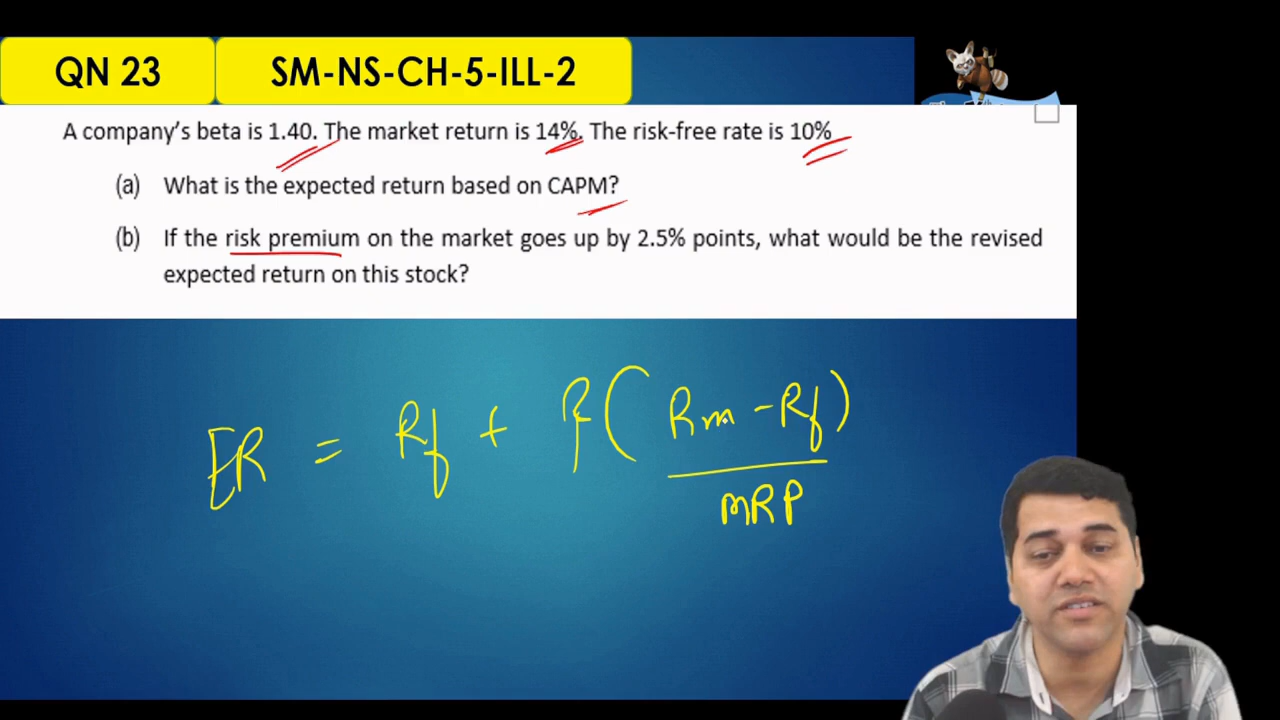 QN 23
SM-NS-CH-5-ILL-2
A company's beta is 1.40. The market return is 14%. The risk-free rate is 10%
(a) What is the expected return based on CAPM?
(b) If the risk premium on the market goes up by 2.5% points, what would be the revised
expected return on this stock?
ER = Rf + β (Rm - Rf)
MRP